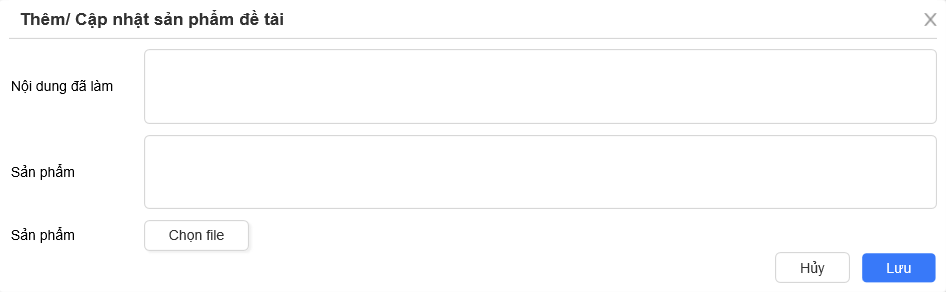 Thêm/ Cập nhật sản phẩm đề tài
Nội dung đã làm
Sản phẩm
Sản phẩm
Chọn file
Hủy
Lưu